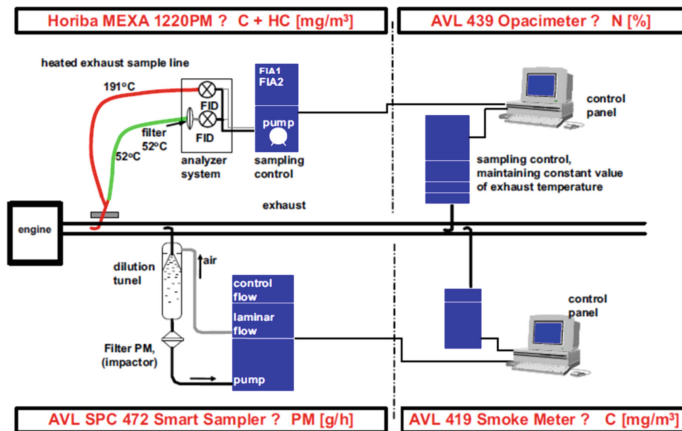 Horiba MEXA 1220PM ? C + HC [mg/m³]
AVL 439 Opacimeter ? N [%]
heated exhaust sample line
191°C
FID
filter
52°C
52°C
FID
analyzer
system
FIA1
FIA2
pump
sampling
control
control
panel
sampling control,
maintaining constant value
of exhaust temperature
exhaust
engine
dilution
tunel
air
Filter PM,
(impactor)
control
flow
laminar
flow
pump
control
panel
AVL SPC 472 Smart Sampler ? PM [g/h]
AVL 419 Smoke Meter ? C [mg/m³]